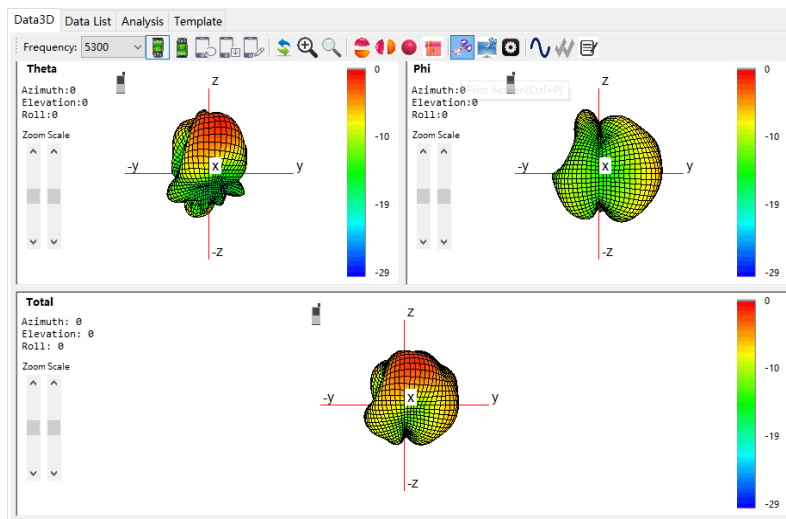 Data3D Data List Analysis Template
Frequency: 5300
Theta
Azimuth:0
Elevation:0
Roll:0
Zoom Scale
z
-y
x
y
-z
0
-10
-19
-29
Phi
Azimuth:0
Elevation:0
Roll:0
Print Screen(Ctrl+P)
Zoom Scale
z
-y
x
y
-z
0
-10
-19
-29
Total
Azimuth: 0
Elevation : 0
Roll: 0
Zoom Scale
z
-y
x
y
-z
0
-10
-19
-29